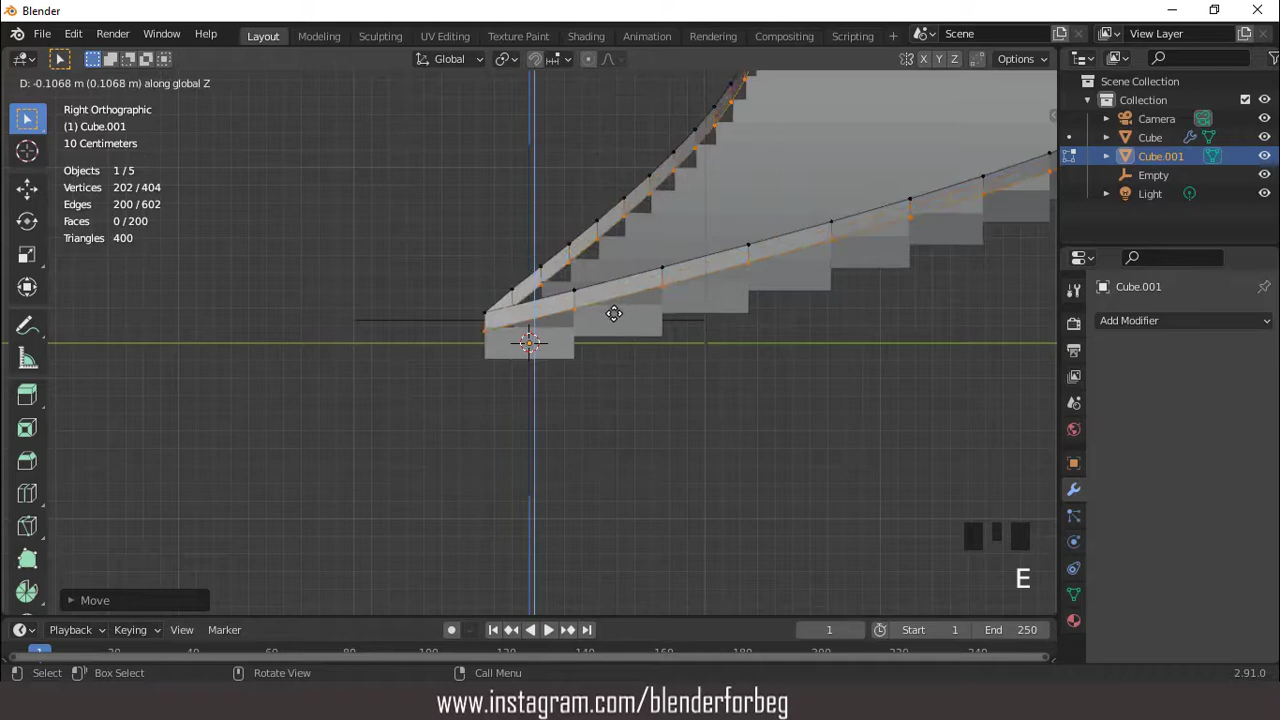 Blender
File Edit Render Window Help Layout Modeling Sculpting UV Editing Texture Paint Shading Animation Rendering Compositing Scripting + Scene View Layer
Global X Y Z Options
D: -0.1068 m (0.1068 m) along global Z
Right Orthographic
(1) Cube.001
10 Centimeters
Objects 1 / 5
Vertices 202 / 404
Edges 200 / 602
Faces 0 / 200
Triangles 400
Scene Collection
Collection
Camera
Cube
Cube.001
Empty
Light
Cube.001
Add Modifier
E
Move
Playback Keying View Marker 1 Start 1 End 250
Select Box Select Rotate View Call Menu 2.91.0
www.instagram.com/blenderforbeg